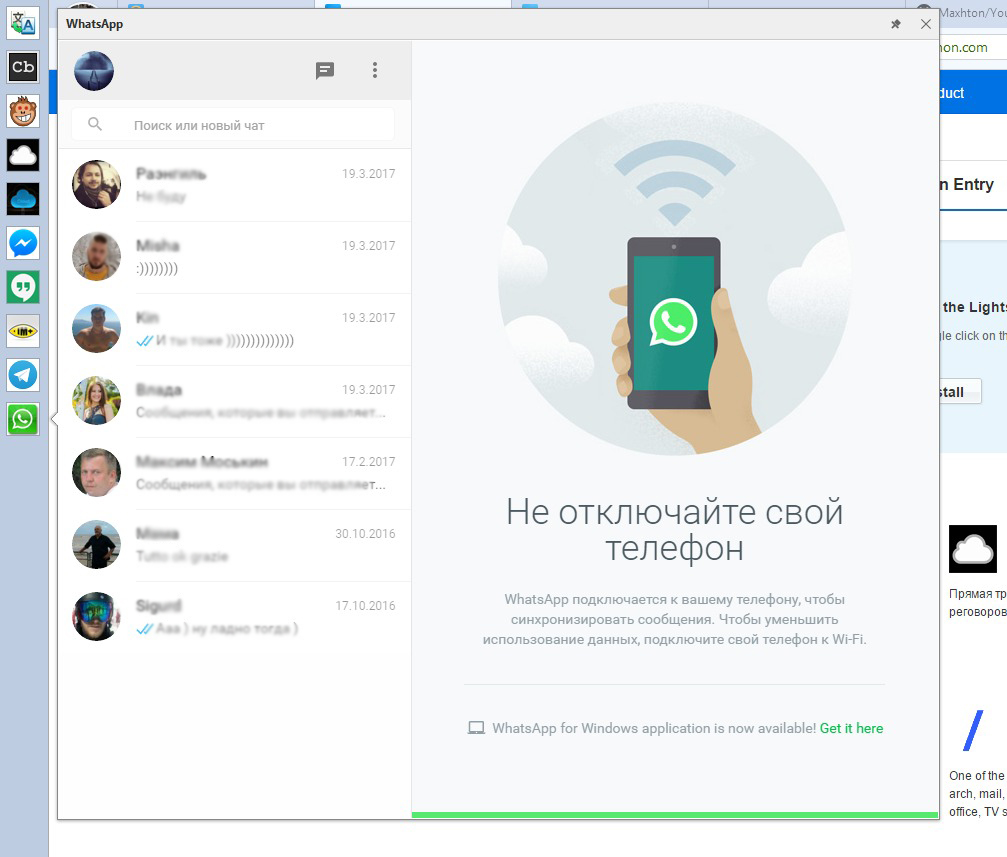 WhatsApp
Maxhton/You
Cb
hon.com
duct
Поиск или новый чат
19.3.2017
n Entry
Misha
19.3.2017
:))))))))
im+
the Lights
Kin
19.3.2017
И ты тоже ))))))))))))))
gle click on th
Влада
19.3.2017
Сообщения, которые вы отправляет...
stall
Максим Моськин
17.2.2017
Сообщения, которые вы отправляет...
Не отключайте свой
телефон
30.10.2016
Tutto ok grazie
WhatsApp подключается к вашему телефону, чтобы
синхронизировать сообщения. Чтобы уменьшить
использование данных, подключите свой телефон к Wi-Fi.
Прямая тр
реговоров
Sigurd
17.10.2016
Ааа ) ну ладно тогда )
WhatsApp for Windows application is now available! Get it here
One of the
arch, mail,
office, TV s